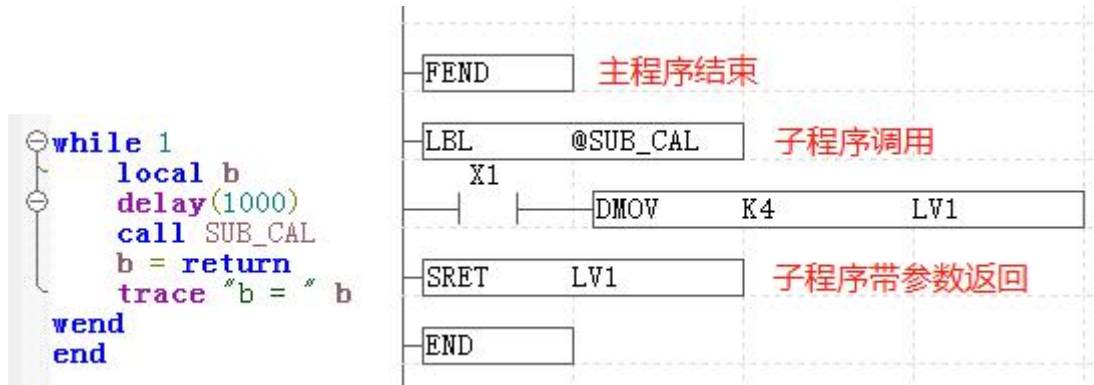 while 1
local b
delay(1000)
call SUB_CAL
b = return
trace "b = " b
wend
end
FEND 主程序结束
LBL @SUB_CAL 子程序调用
X1
DMOV K4 LV1
SRET LV1 子程序带参数返回
END